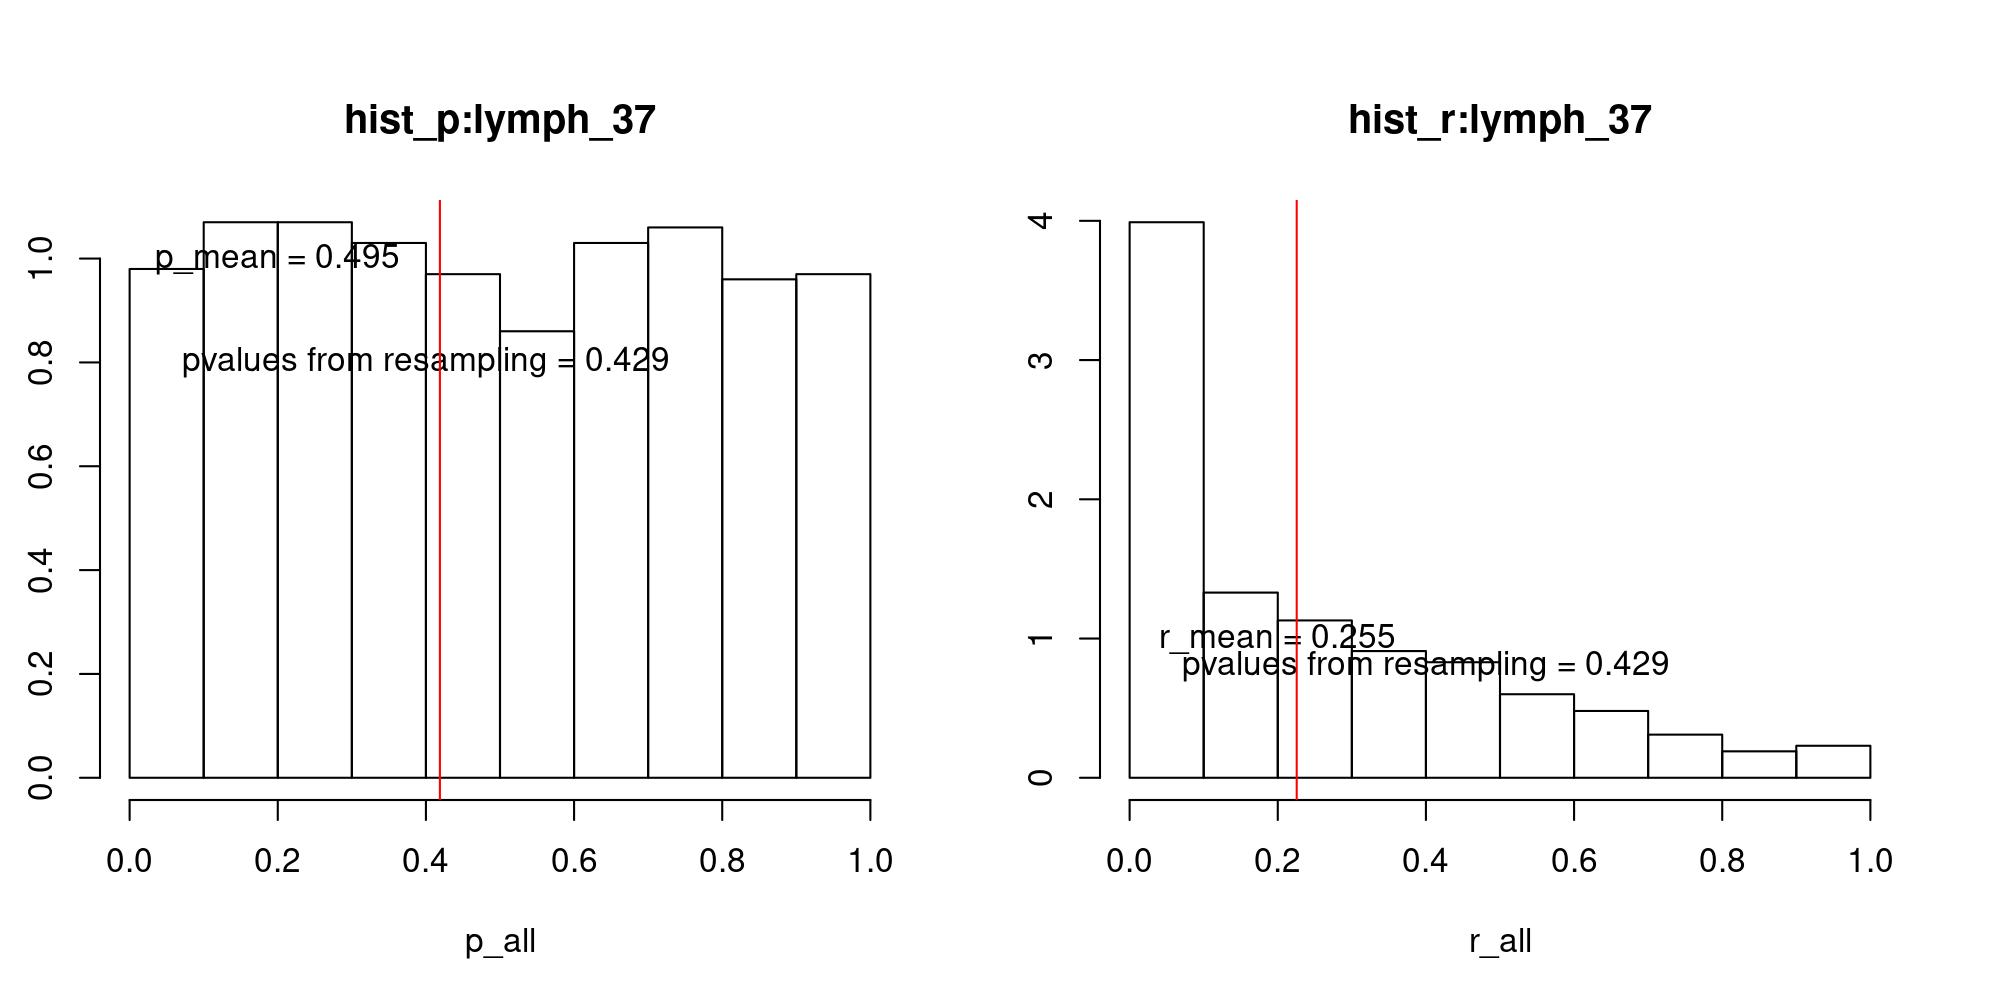 hist_p:lymph_37
p_mean = 0.495
pvalues from resampling = 0.429
1.0
0.8
0.6
0.4
0.2
0.0
0.0 0.2 0.4 0.6 0.8 1.0
p_all
hist_r:lymph_37
4
3
2
1
0
r_mean = 0.255
pvalues from resampling = 0.429
0.0 0.2 0.4 0.6 0.8 1.0
r_all